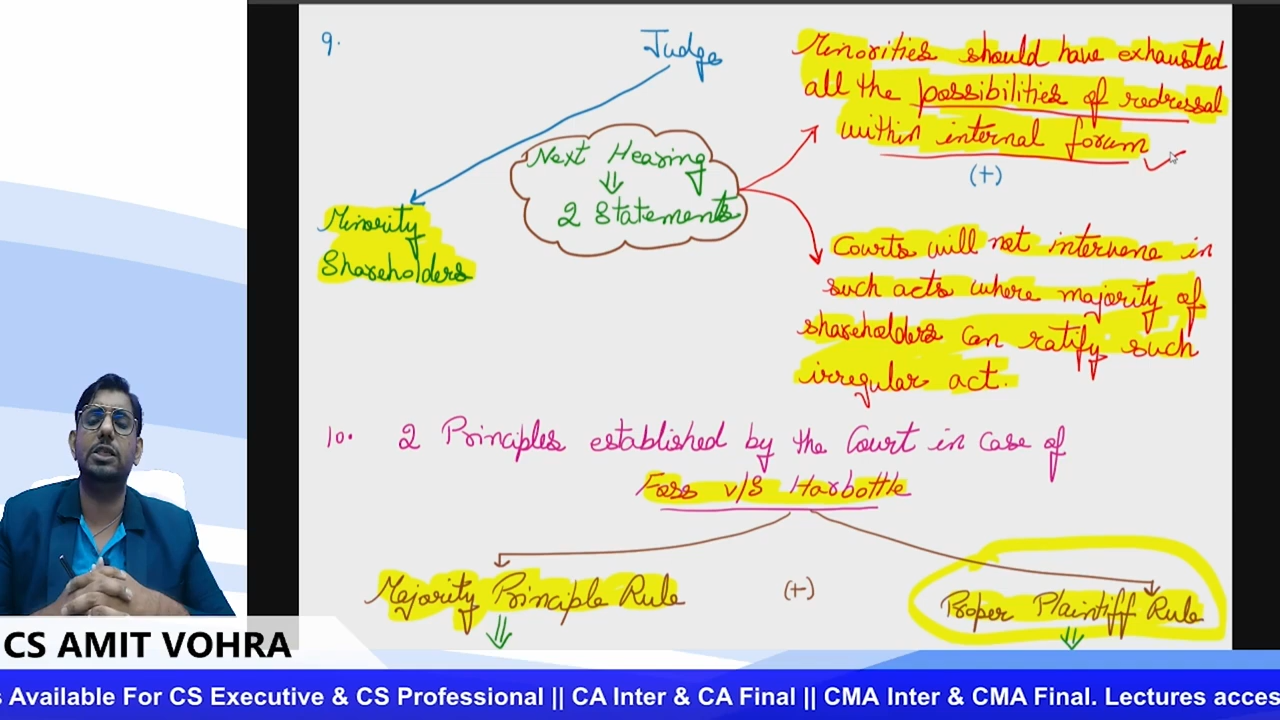 9.
Judge
Minorities should have exhausted
all the possibilities of redressal
within internal forum
(+)
Next Hearing
2 Statements
Minority
Shareholders
Courts will not intervene in
such acts where majority of
shareholders can ratify such
irregular act.
10. 2 Principles established by the Court in case of
Foss v/s Harbottle
Majority Principle Rule
(+)
Proper Plaintiff Rule
CS AMIT VOHRA
s Available For CS Executive & CS Professional || CA Inter & CA Final || CMA Inter & CMA Final. Lectures acces